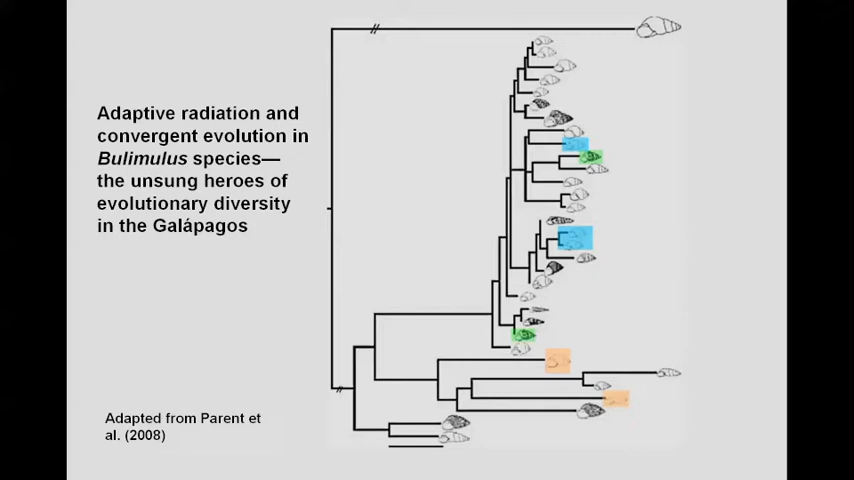 Adaptive radiation and
convergent evolution in
Bulimulus species—
the unsung heroes of
evolutionary diversity
in the Galápagos
Adapted from Parent et
al. (2008)